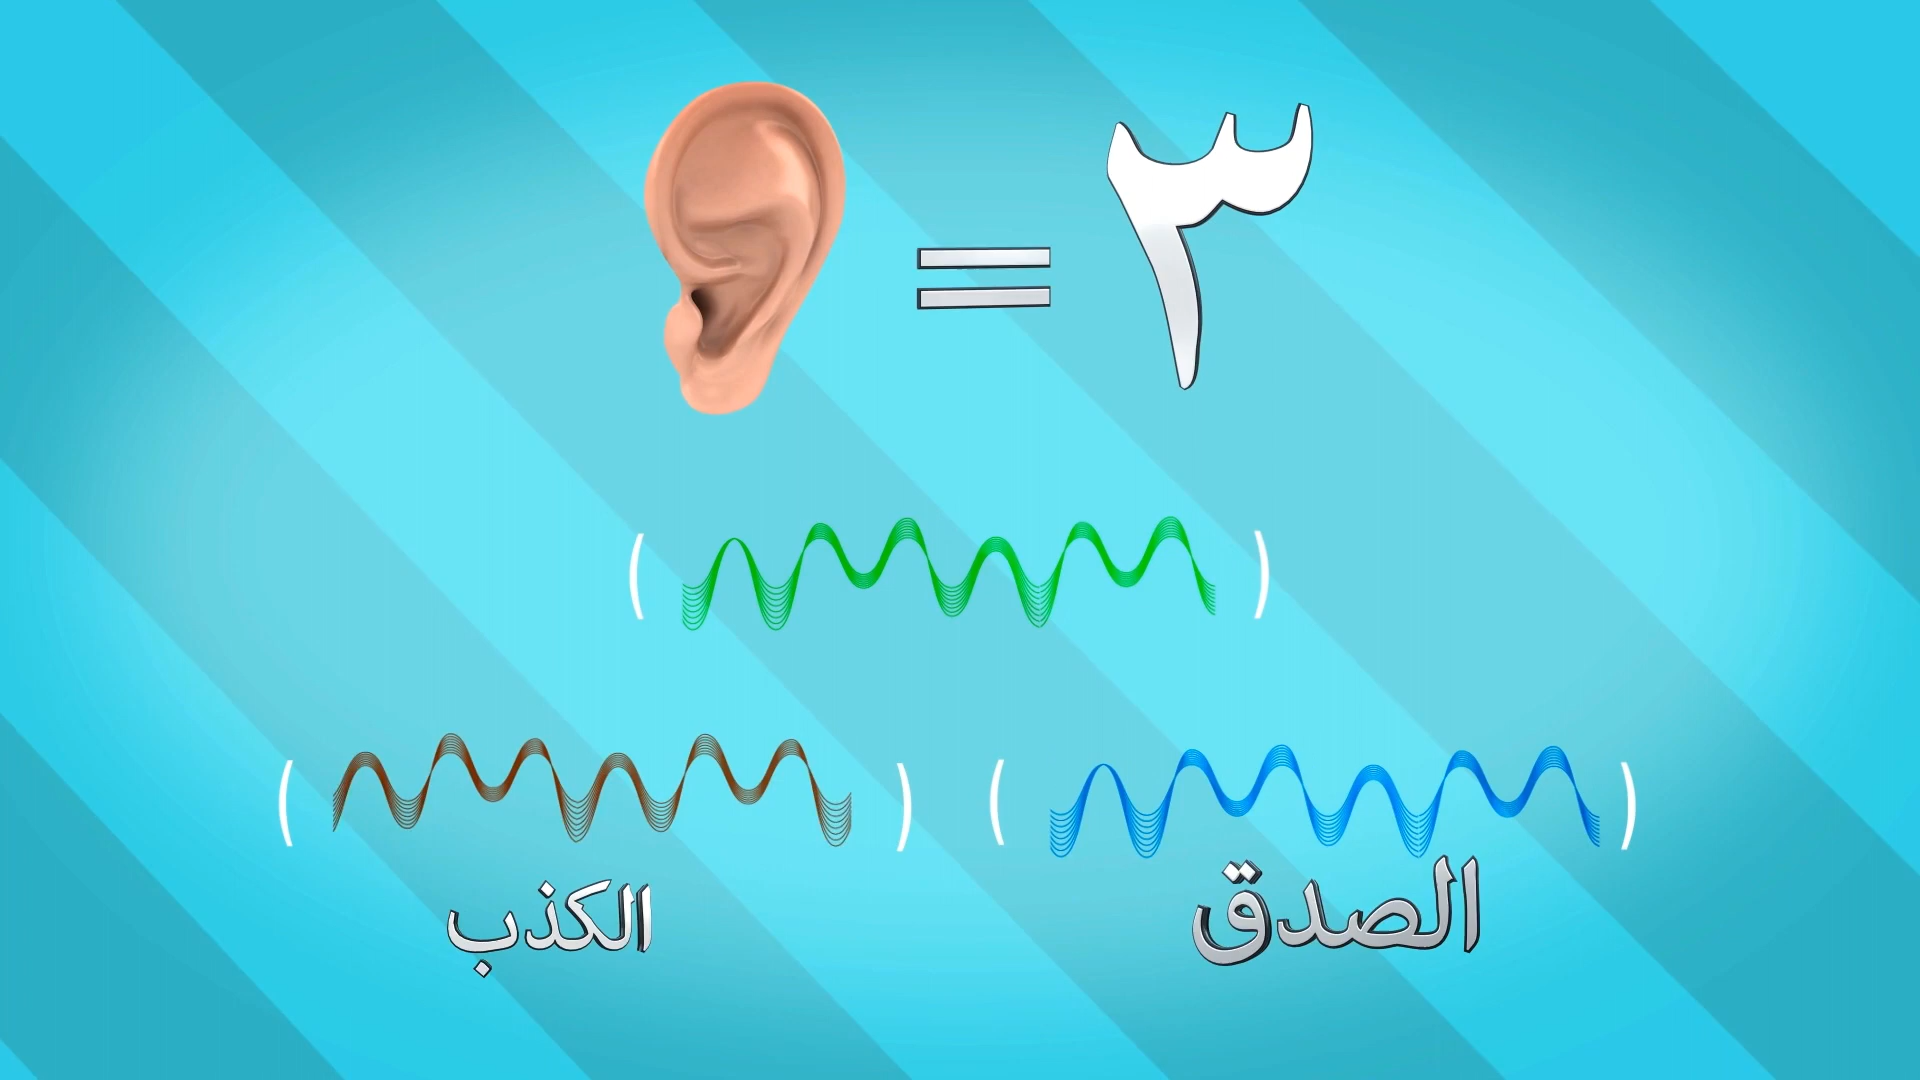 = ٣
( )
( ) ( )
الصدق الكذب